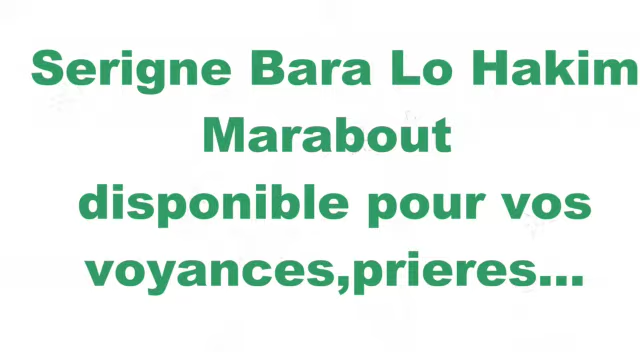 Serigne Bara Lo Hakim
Marabout
disponible pour vos
voyances,prieres...